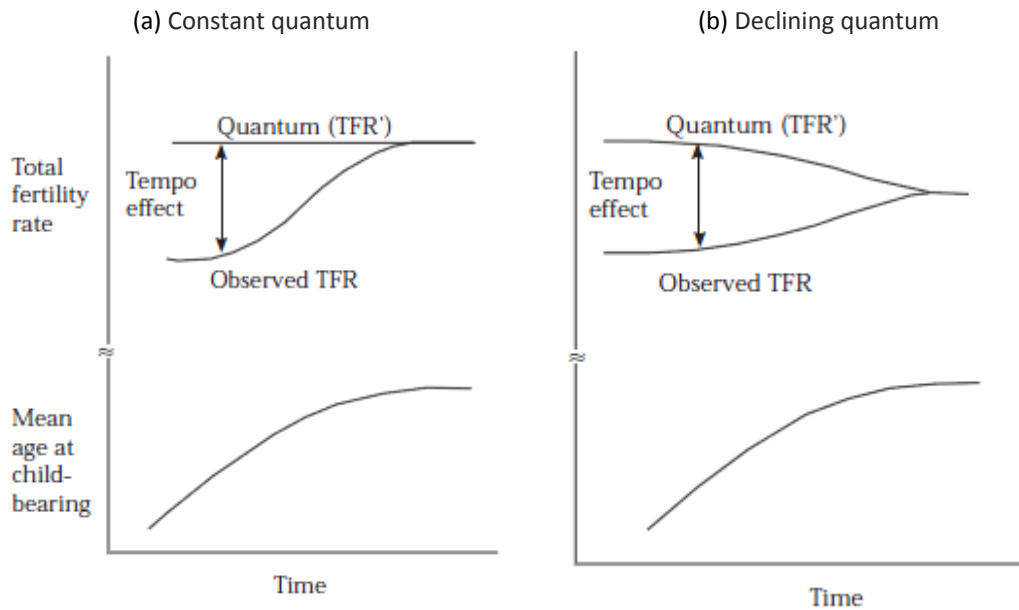 (a) Constant quantum
Quantum (TFR')
Total
fertility
rate
Tempo
effect
Observed TFR
≈
Mean
age at
child-
bearing
Time
(b) Declining quantum
Quantum (TFR')
Tempo
effect
Observed TFR
≈
Time